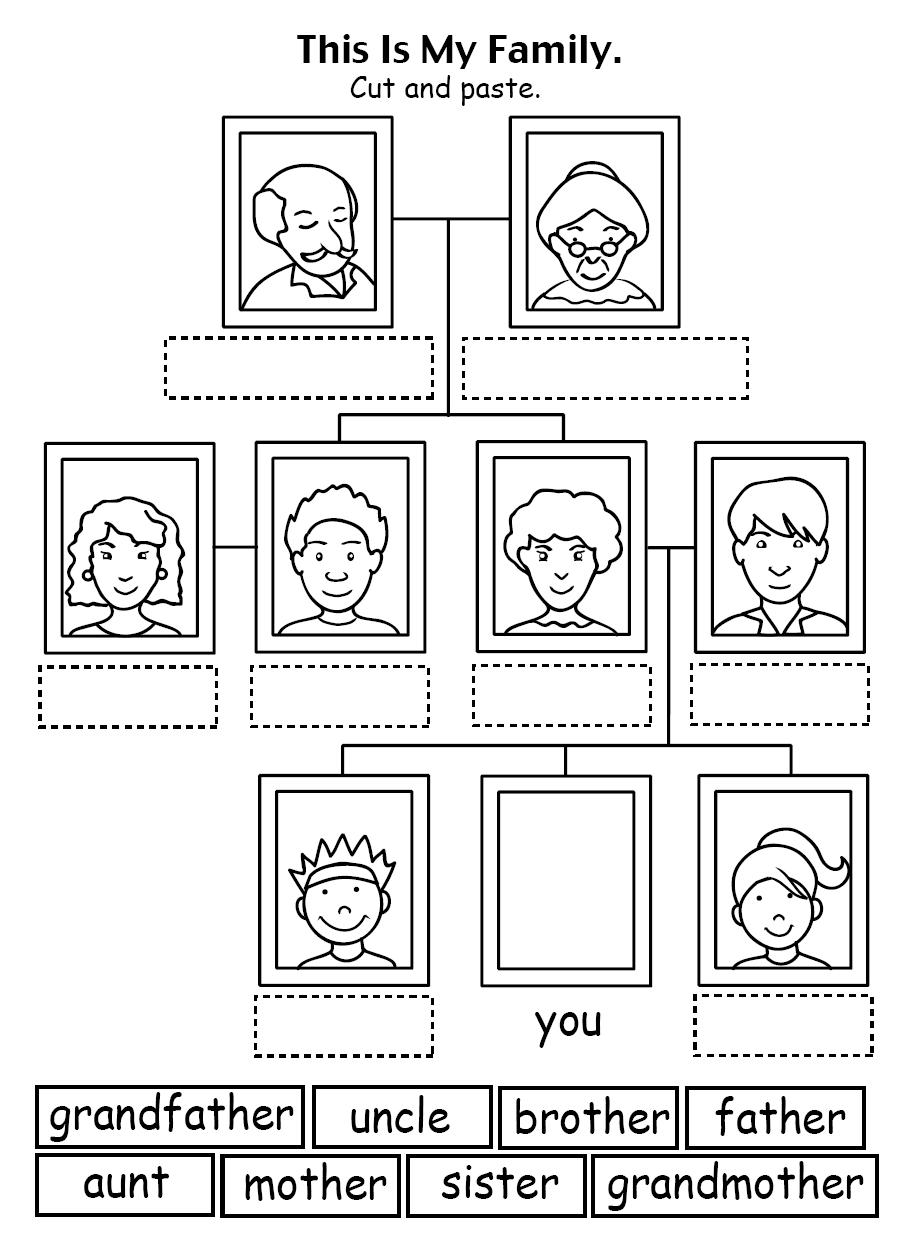 This Is My Family.
Cut and paste.
you
grandfather uncle brother father
aunt mother sister grandmother